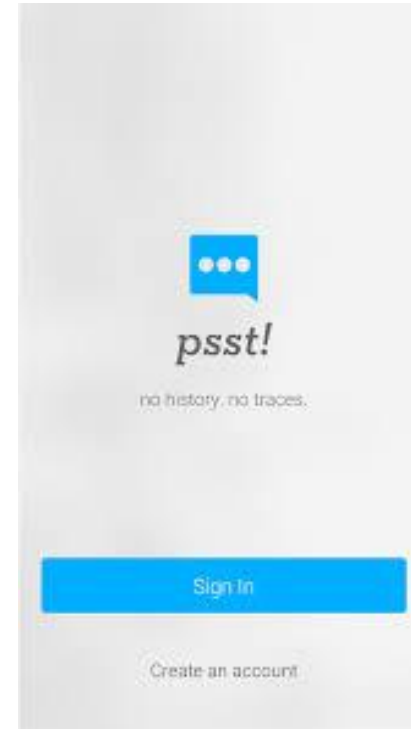 psst!
no history. no traces.
Sign In
Create an account